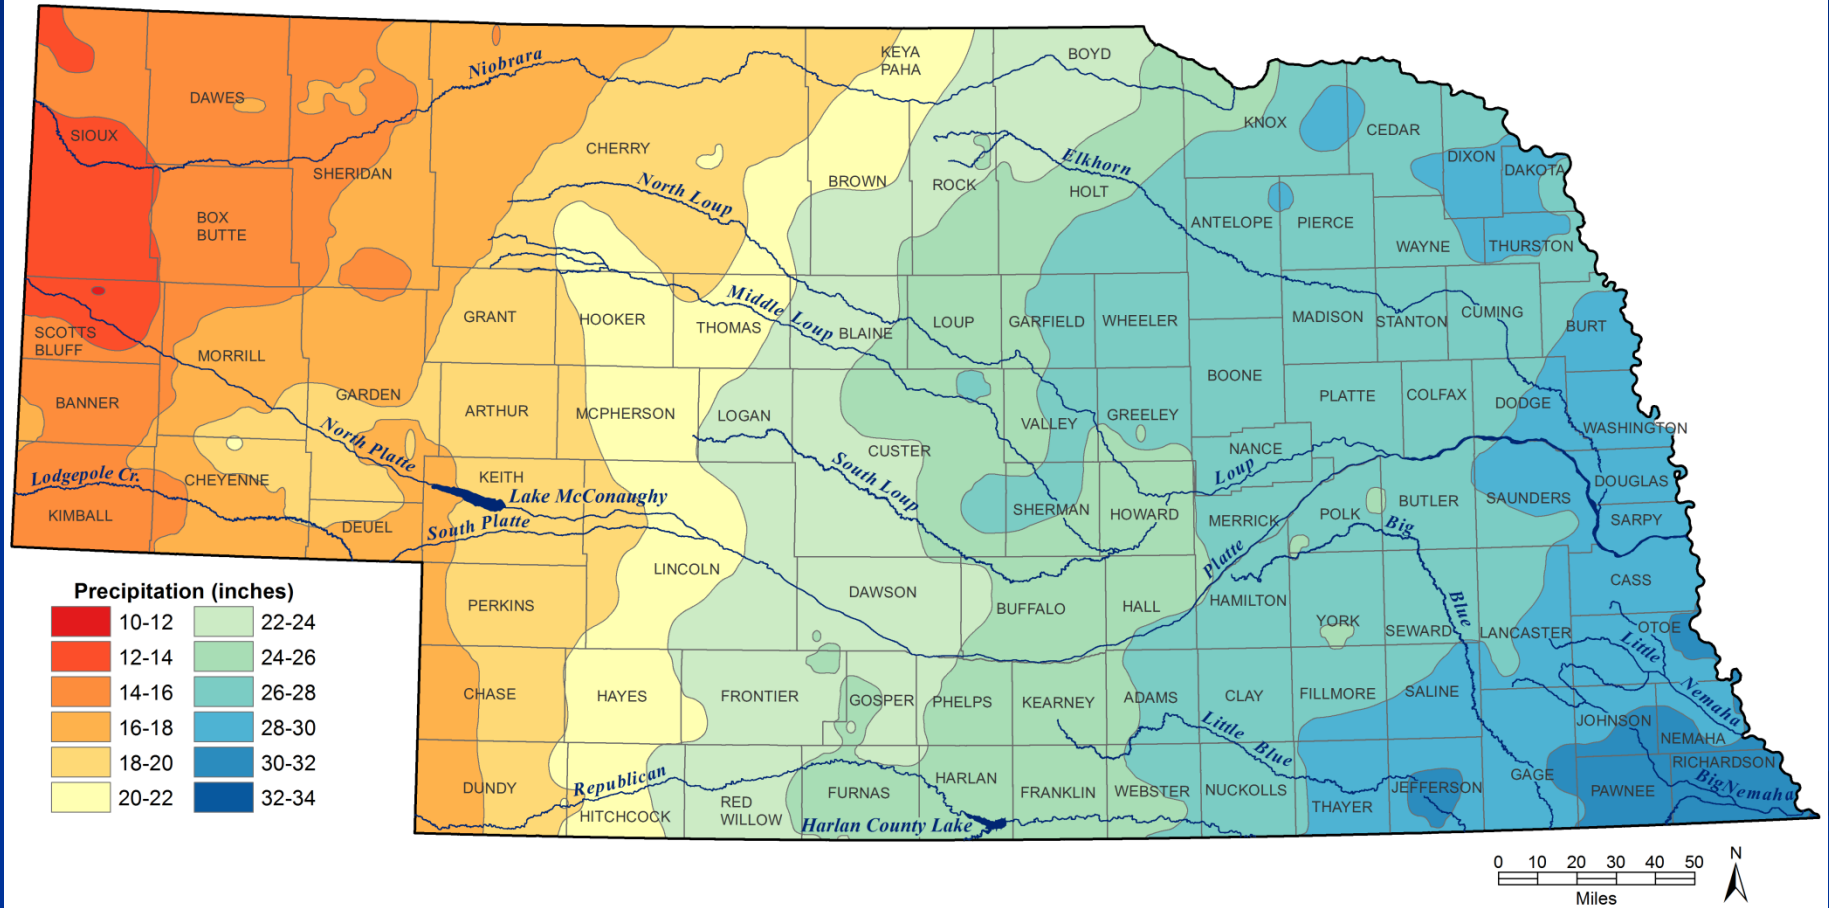 KEYA
PAHA
BOYD
Niobrara
DAWES
SIOUX
KNOX
CEDAR
CHERRY
DIXON
DAKOTA
SHERIDAN
Elkhorn
BROWN
ROCK
HOLT
North Loup
BOX
BUTTE
ANTELOPE
PIERCE
WAYNE
THURSTON
SCOTTS
BLUFF
MORRILL
GRANT
HOOKER
THOMAS
Middle Loup
BLAINE
LOUP
GARFIELD
WHEELER
MADISON
STANTON
CUMING
BURT
BANNER
GARDEN
ARTHUR
MCPHERSON
LOGAN
CUSTER
VALLEY
GREELEY
BOONE
PLATTE
COLFAX
DODGE
WASHINGTON
North Platte
NANCE
Lodgepole Cr.
CHEYENNE
KEITH
Lake McConaughy
South Loup
Loup
DOUGLAS
KIMBALL
DEUEL
South Platte
SHERMAN
HOWARD
MERRICK
POLK
BUTLER
SAUNDERS
SARPY
Big
Blue
Platte
LINCOLN
PERKINS
DAWSON
BUFFALO
HALL
HAMILTON
YORK
SEWARD
LANCASTER
CASS
OTOE
Little
Nemaha
CHASE
HAYES
FRONTIER
GOSPER
PHELPS
KEARNEY
ADAMS
CLAY
FILLMORE
SALINE
JOHNSON
NEMAHA
Little Blue
DUNDY
Republican
HITCHCOCK
RED
WILLOW
FURNAS
HARLAN
Harlan County Lake
FRANKLIN
WEBSTER
NUCKOLLS
THAYER
JEFFERSON
GAGE
PAWNEE
RICHARDSON
BigNemaha
Precipitation (inches)
10-12
12-14
14-16
16-18
18-20
20-22
22-24
24-26
26-28
28-30
30-32
32-34
0 10 20 30 40 50
Miles
N